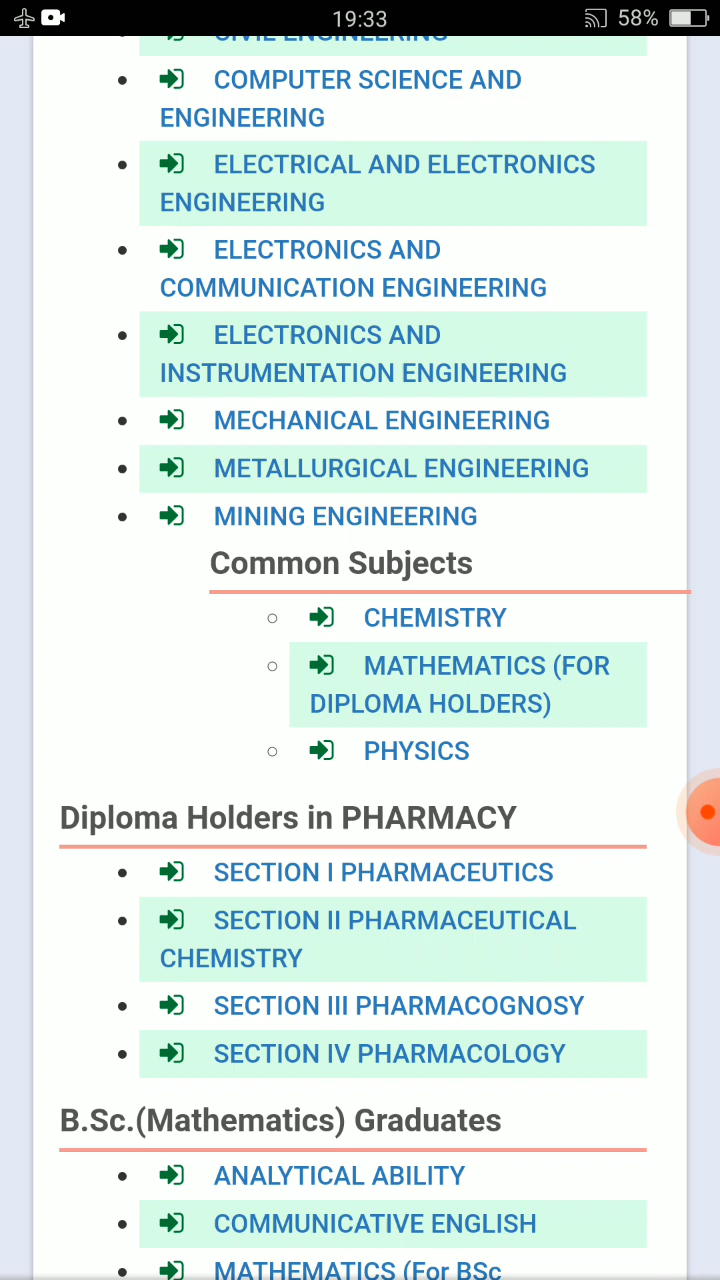 19:33
58%
CIVIL ENGINEERING
COMPUTER SCIENCE AND
ENGINEERING
ELECTRICAL AND ELECTRONICS
ENGINEERING
ELECTRONICS AND
COMMUNICATION ENGINEERING
ELECTRONICS AND
INSTRUMENTATION ENGINEERING
MECHANICAL ENGINEERING
METALLURGICAL ENGINEERING
MINING ENGINEERING
Common Subjects
CHEMISTRY
MATHEMATICS (FOR
DIPLOMA HOLDERS)
PHYSICS
Diploma Holders in PHARMACY
SECTION I PHARMACEUTICS
SECTION II PHARMACEUTICAL
CHEMISTRY
SECTION III PHARMACOGNOSY
SECTION IV PHARMACOLOGY
B.Sc.(Mathematics) Graduates
ANALYTICAL ABILITY
COMMUNICATIVE ENGLISH
MATHEMATICS (For BSc